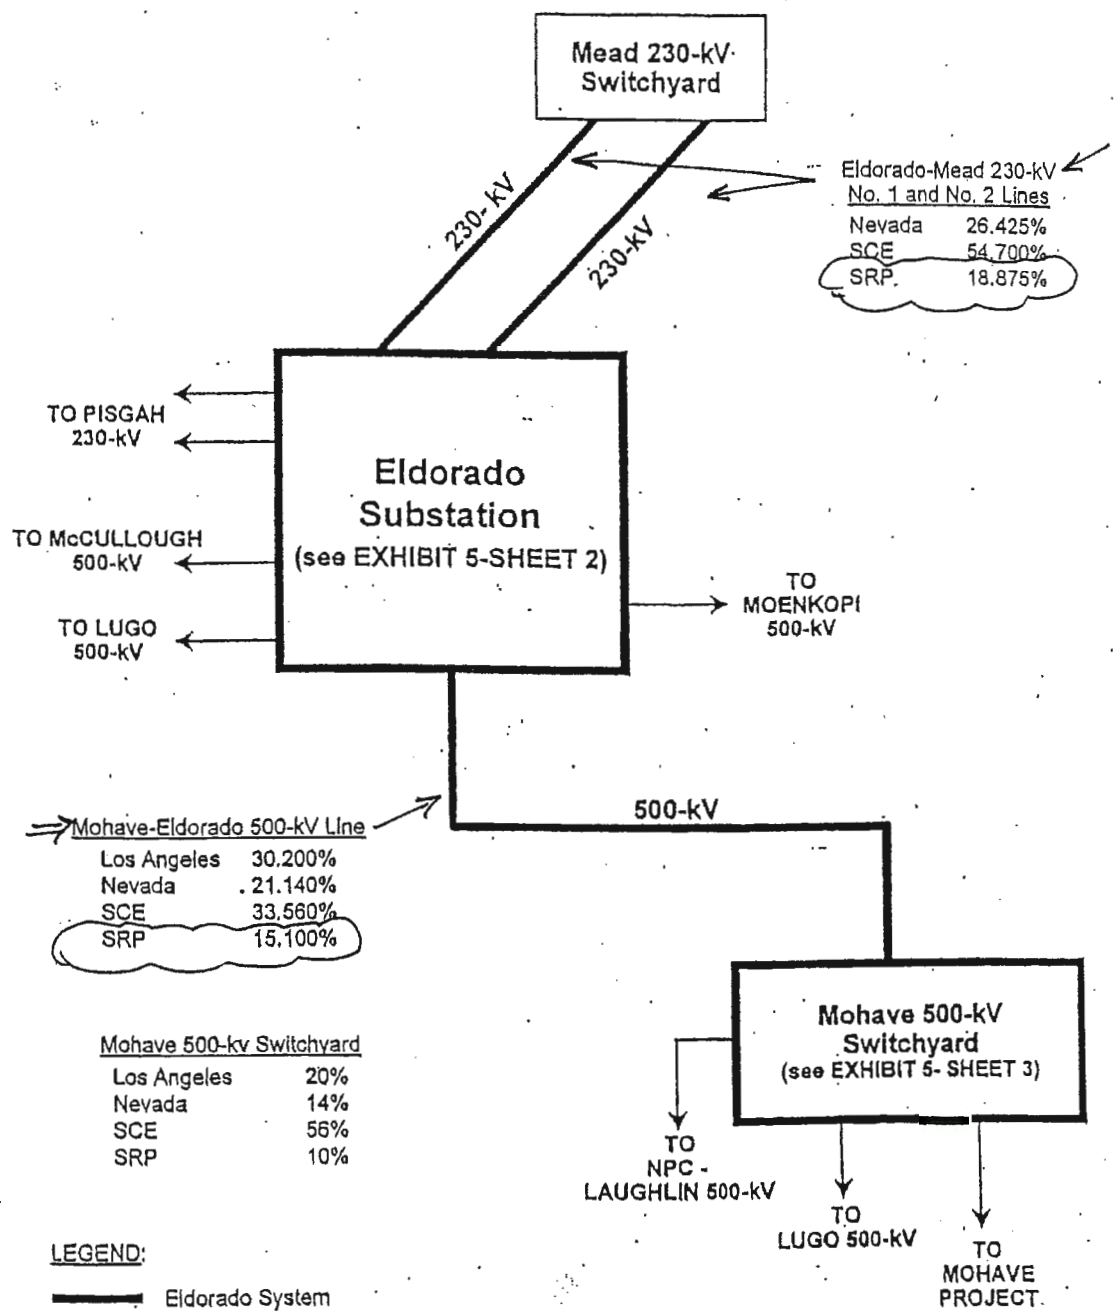 Mead 230-kV
Switchyard
Eldorado-Mead 230-kV
No. 1 and No. 2 Lines
Nevada 26.425%
SCE 54.700%
SRP. 18.875%
230- kV
230-kV
TO PISGAH
230-kV
Eldorado
Substation
(see EXHIBIT 5-SHEET 2)
TO McCULLOUGH
500-kV
TO LUGO
500-kV
TO
MOENKOPI
500-kV
500-kV
Mohave-Eldorado 500-kV Line
Los Angeles 30.200%
Nevada 21.140%
SCE 33.560%
SRP 15.100%
Mohave 500-kV
Switchyard
(see EXHIBIT 5- SHEET 3)
Mohave 500-kv Switchyard
Los Angeles 20%
Nevada 14%
SCE 56%
SRP 10%
TO
NPC -
LAUGHLIN 500-kV
TO
LUGO 500-kV
TO
MOHAVE
PROJECT.
LEGEND:
Eldorado System